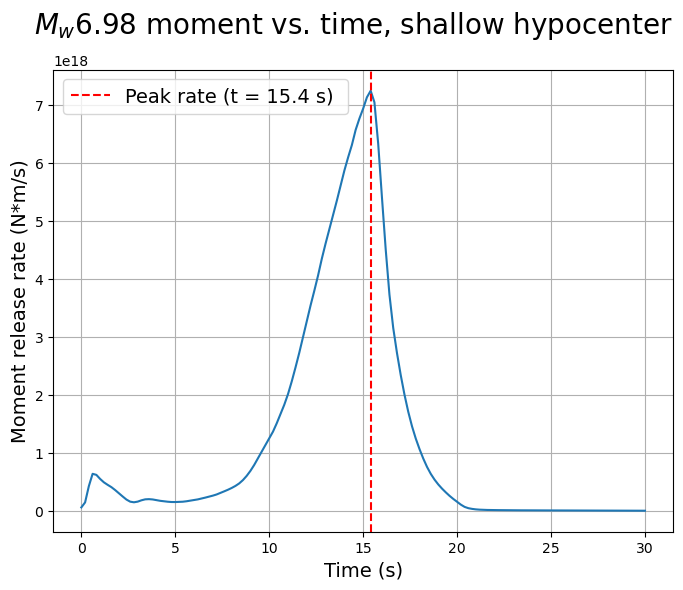 M_w6.98 moment vs. time, shallow hypocenter
1e18
Peak rate (t = 15.4 s)
Moment release rate (N*m/s)
7
6
5
4
3
2
1
0
0 5 10 15 20 25 30
Time (s)